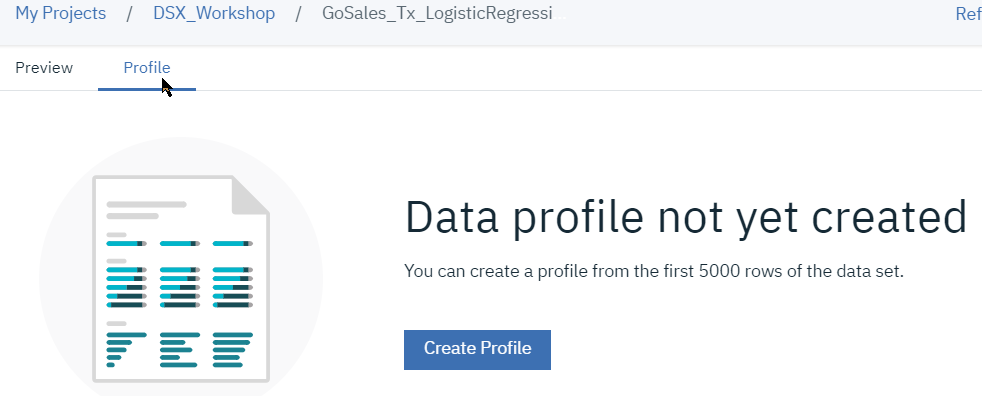 My Projects / DSX_Workshop / GoSales_Tx_LogisticRegressi Ref
Preview Profile
Data profile not yet created
You can create a profile from the first 5000 rows of the data set.
Create Profile